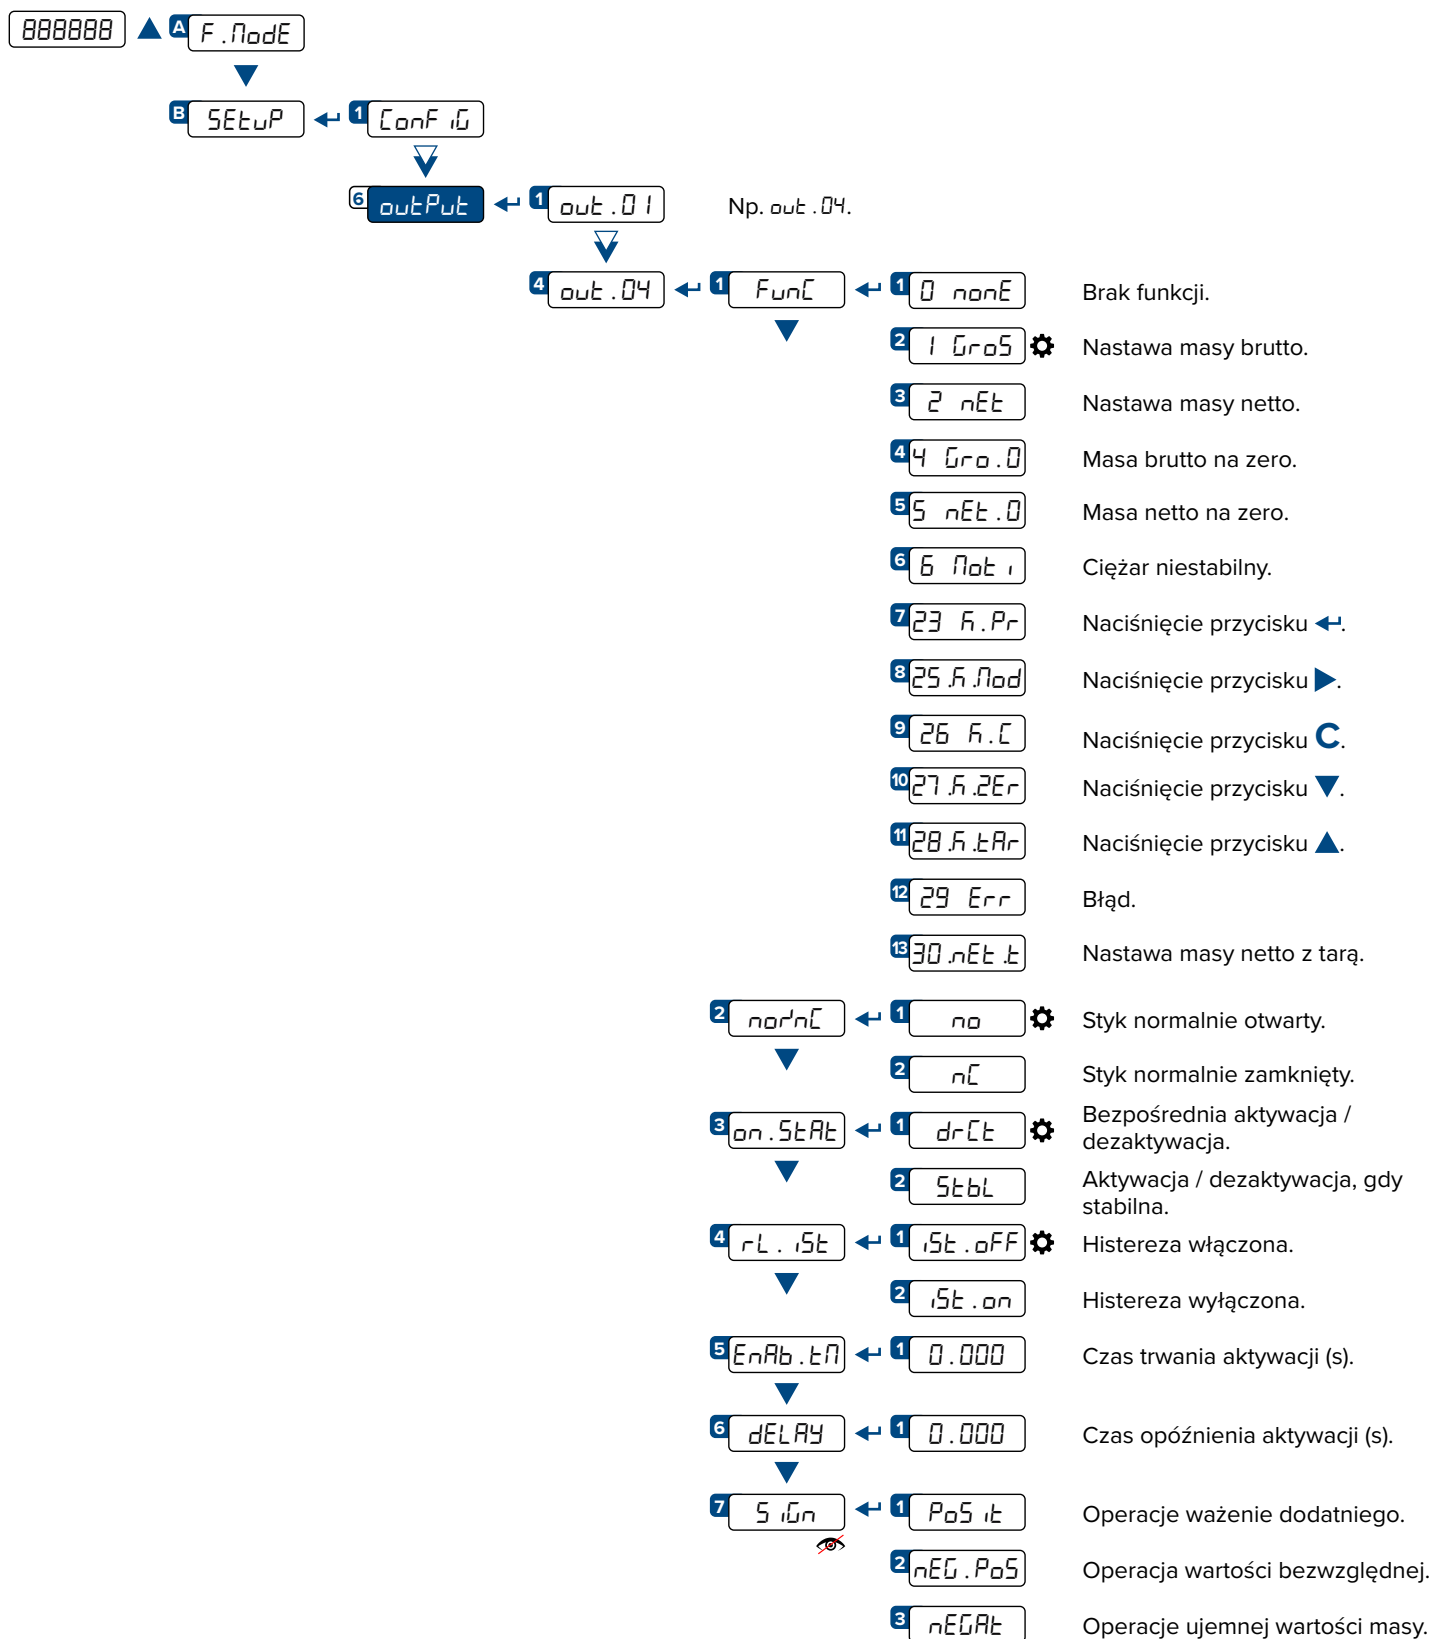 888888 A F.ModE
B SEtuP 1 ConFiG
6 outPut 1 out.01 Np. out.04.
4 out.04 1 FunC 1 0 nonE Brak funkcji.
2 1 GroS Nastawa masy brutto.
3 2 nEt Nastawa masy netto.
4 4 Gro.0 Masa brutto na zero.
5 5 nEt.0 Masa netto na zero.
6 6 Moti Ciężar niestabilny.
7 23 K.Pr Naciśnięcie przycisku .
8 25.K.Mod Naciśnięcie przycisku .
9 26 K.C Naciśnięcie przycisku C.
10 27.K.ZEr Naciśnięcie przycisku .
11 28.K.tAr Naciśnięcie przycisku .
12 29 Err Błąd.
13 30.nEt.t Nastawa masy netto z tarą.
2 no/nC 1 no Styk normalnie otwarty.
2 nC Styk normalnie zamknięty.
3 on.StAt 1 drCt Bezpośrednia aktywacja /
dezaktywacja.
2 StbL Aktywacja / dezaktywacja, gdy
stabilna.
4 rL.iSt 1 iSt.oFF Histereza włączona.
2 iSt.on Histereza wyłączona.
5 EnAb.tM 1 0.000 Czas trwania aktywacji (s).
6 dELAY 1 0.000 Czas opóźnienia aktywacji (s).
7 SiGn 1 PoSit Operacje ważenie dodatniego.
2 nEG.PoS Operacja wartości bezwzględnej.
3 nEGAt Operacje ujemnej wartości masy.